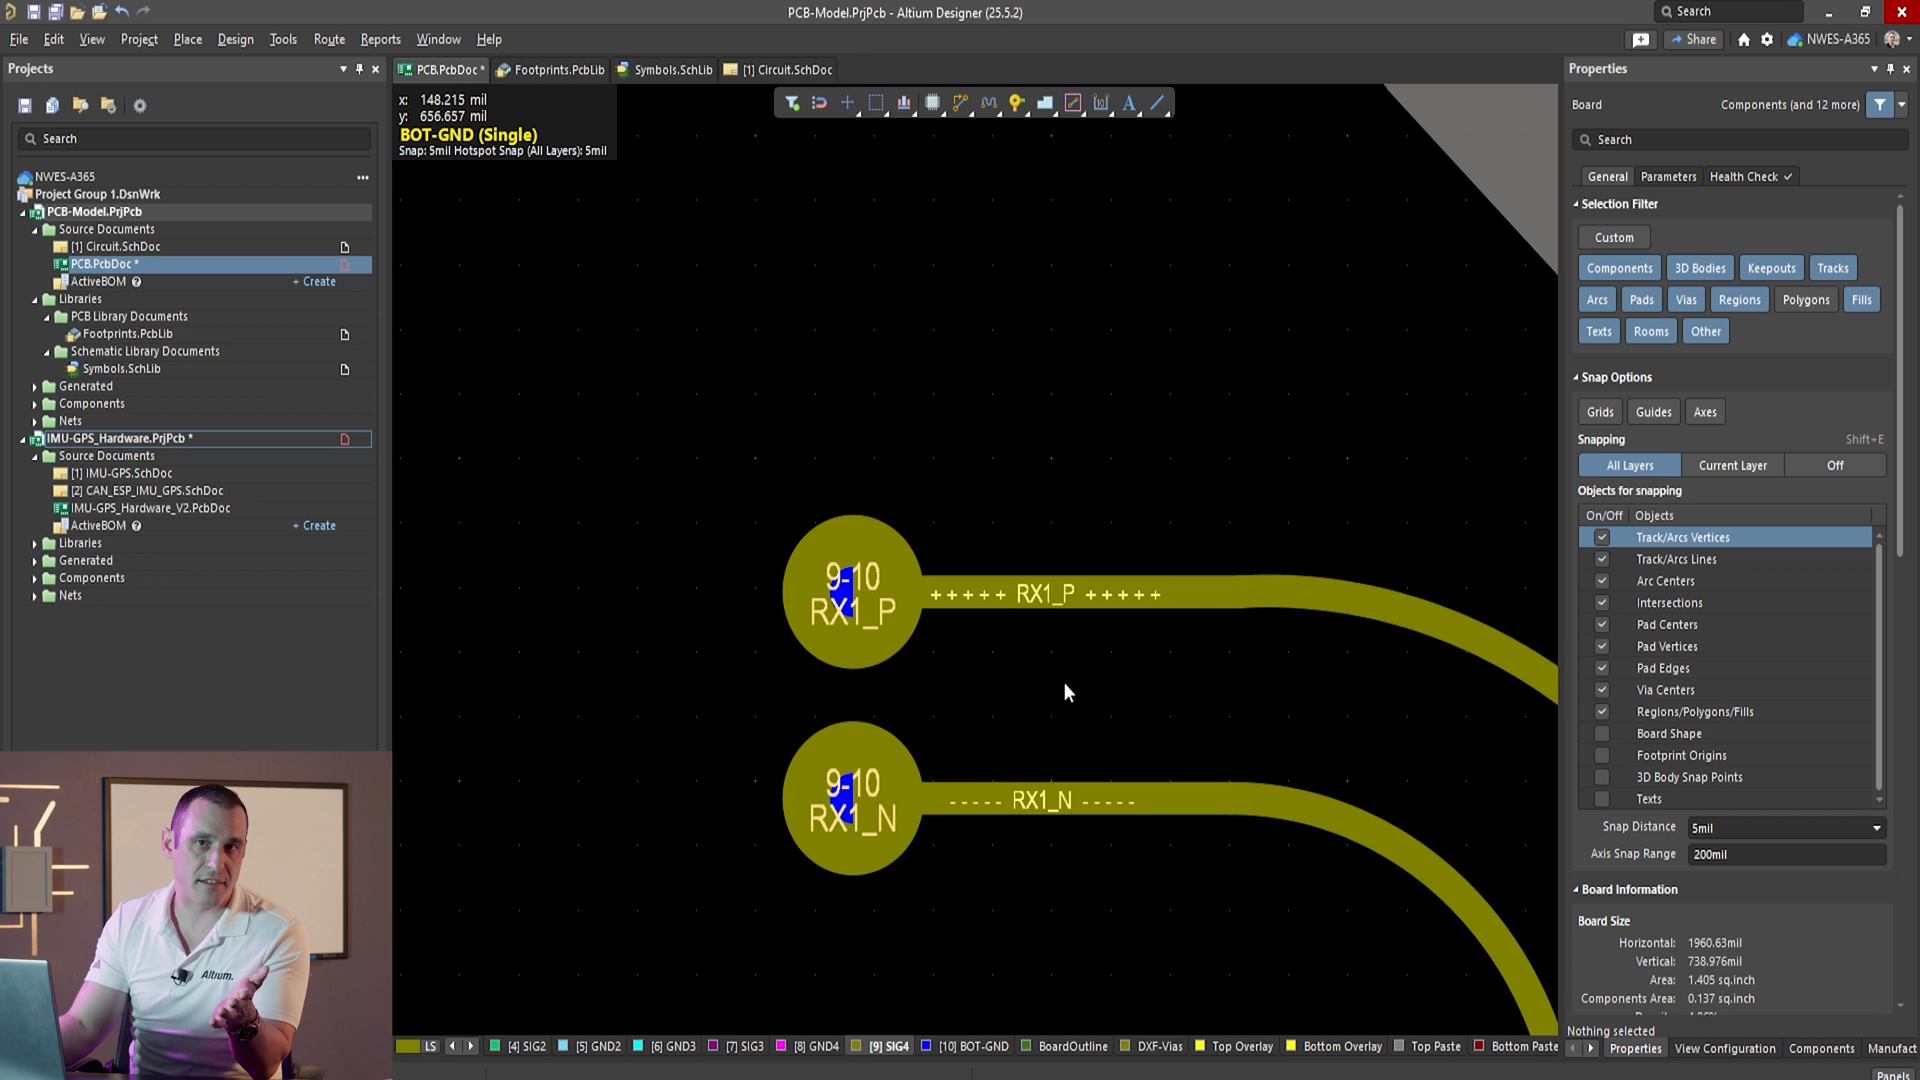 PCB-Model.PrjPcb - Altium Designer (25.5.2)
Search
File Edit View Project Place Design Tools Route Reports Window Help
Share
NWES-A365
Projects
Search
NWES-A365
Project Group 1.DsnWrk
PCB-Model.PrjPcb
Source Documents
[1] Circuit.SchDoc
PCB.PcbDoc *
ActiveBOM
+ Create
Libraries
PCB Library Documents
Footprints.PcbLib
Schematic Library Documents
Symbols.SchLib
Generated
Components
Nets
IMU-GPS_Hardware.PrjPcb *
Source Documents
[1] IMU-GPS.SchDoc
[2] CAN_ESP_IMU_GPS.SchDoc
IMU-GPS_Hardware_V2.PcbDoc
ActiveBOM
+ Create
Libraries
Generated
Components
Nets
Altium.
PCB.PcbDoc * Footprints.PcbLib Symbols.SchLib [1] Circuit.SchDoc
x: 148.215 mil
y: 656.657 mil
BOT-GND (Single)
Snap: 5mil Hotspot Snap (All Layers): 5mil
9-10
RX1_P
+ + + + + RX1_P + + + + +
9-10
RX1_N
- - - - - RX1_N - - - - -
LS [4] SIG2 [5] GND2 [6] GND3 [7] SIG3 [8] GND4 [9] SIG4 [10] BOT-GND BoardOutline DXF-Vias Top Overlay Bottom Overlay Top Paste Bottom Paste
Properties
Board
Components (and 12 more)
Search
General Parameters Health Check
Selection Filter
Custom
Components 3D Bodies Keepouts Tracks
Arcs Pads Vias Regions Polygons Fills
Texts Rooms Other
Snap Options
Grids Guides Axes
Snapping Shift+E
All Layers Current Layer Off
Objects for snapping
On/Off Objects
Track/Arcs Vertices
Track/Arcs Lines
Arc Centers
Intersections
Pad Centers
Pad Vertices
Pad Edges
Via Centers
Regions/Polygons/Fills
Board Shape
Footprint Origins
3D Body Snap Points
Texts
Snap Distance 5mil
Axis Snap Range 200mil
Board Information
Board Size
Horizontal: 1960.63mil
Vertical: 738.976mil
Area: 1.405 sq.inch
Components Area: 0.137 sq.inch
Nothing selected
Properties View Configuration Components Manufact
Panels